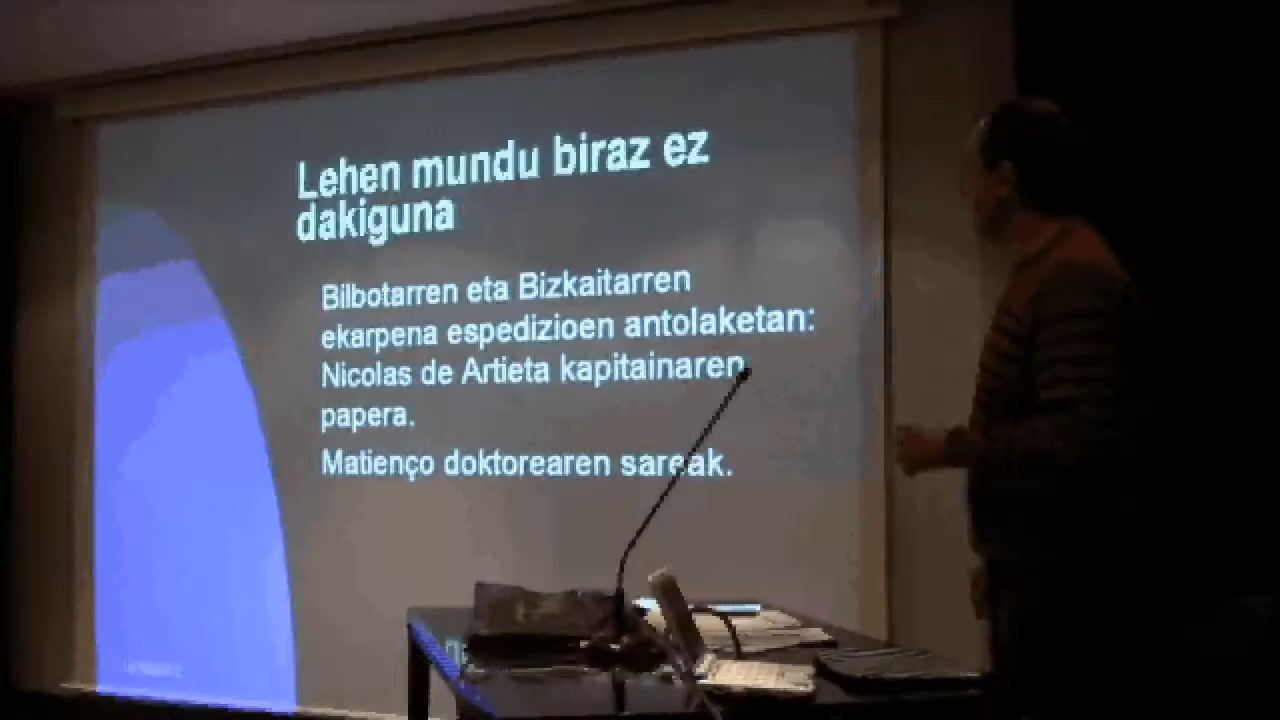 Lehen mundu biraz ez
dakiguna
Bilbotarren eta Bizkaitarren
ekarpena espedizioen antolaketan:
Nicolas de Artieta kapitainaren
papera.
Matienço doktorearen sareak.